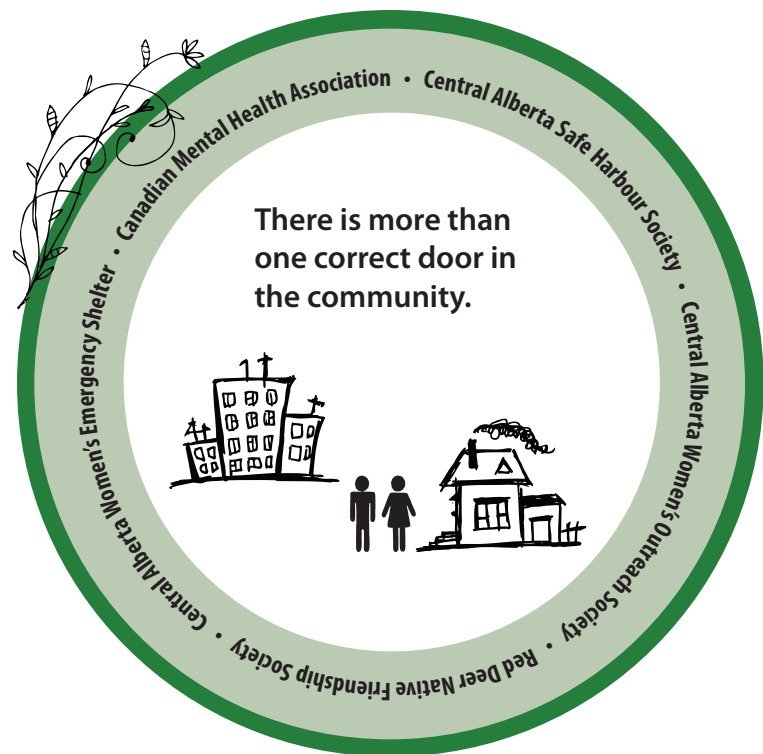 Canadian Mental Health Association • Central Alberta Safe Harbour Society • Central Alberta Women's Outreach Society • Red Deer Native Friendship Society • Central Alberta Women's Emergency Shelter •
There is more than
one correct door in
the community.